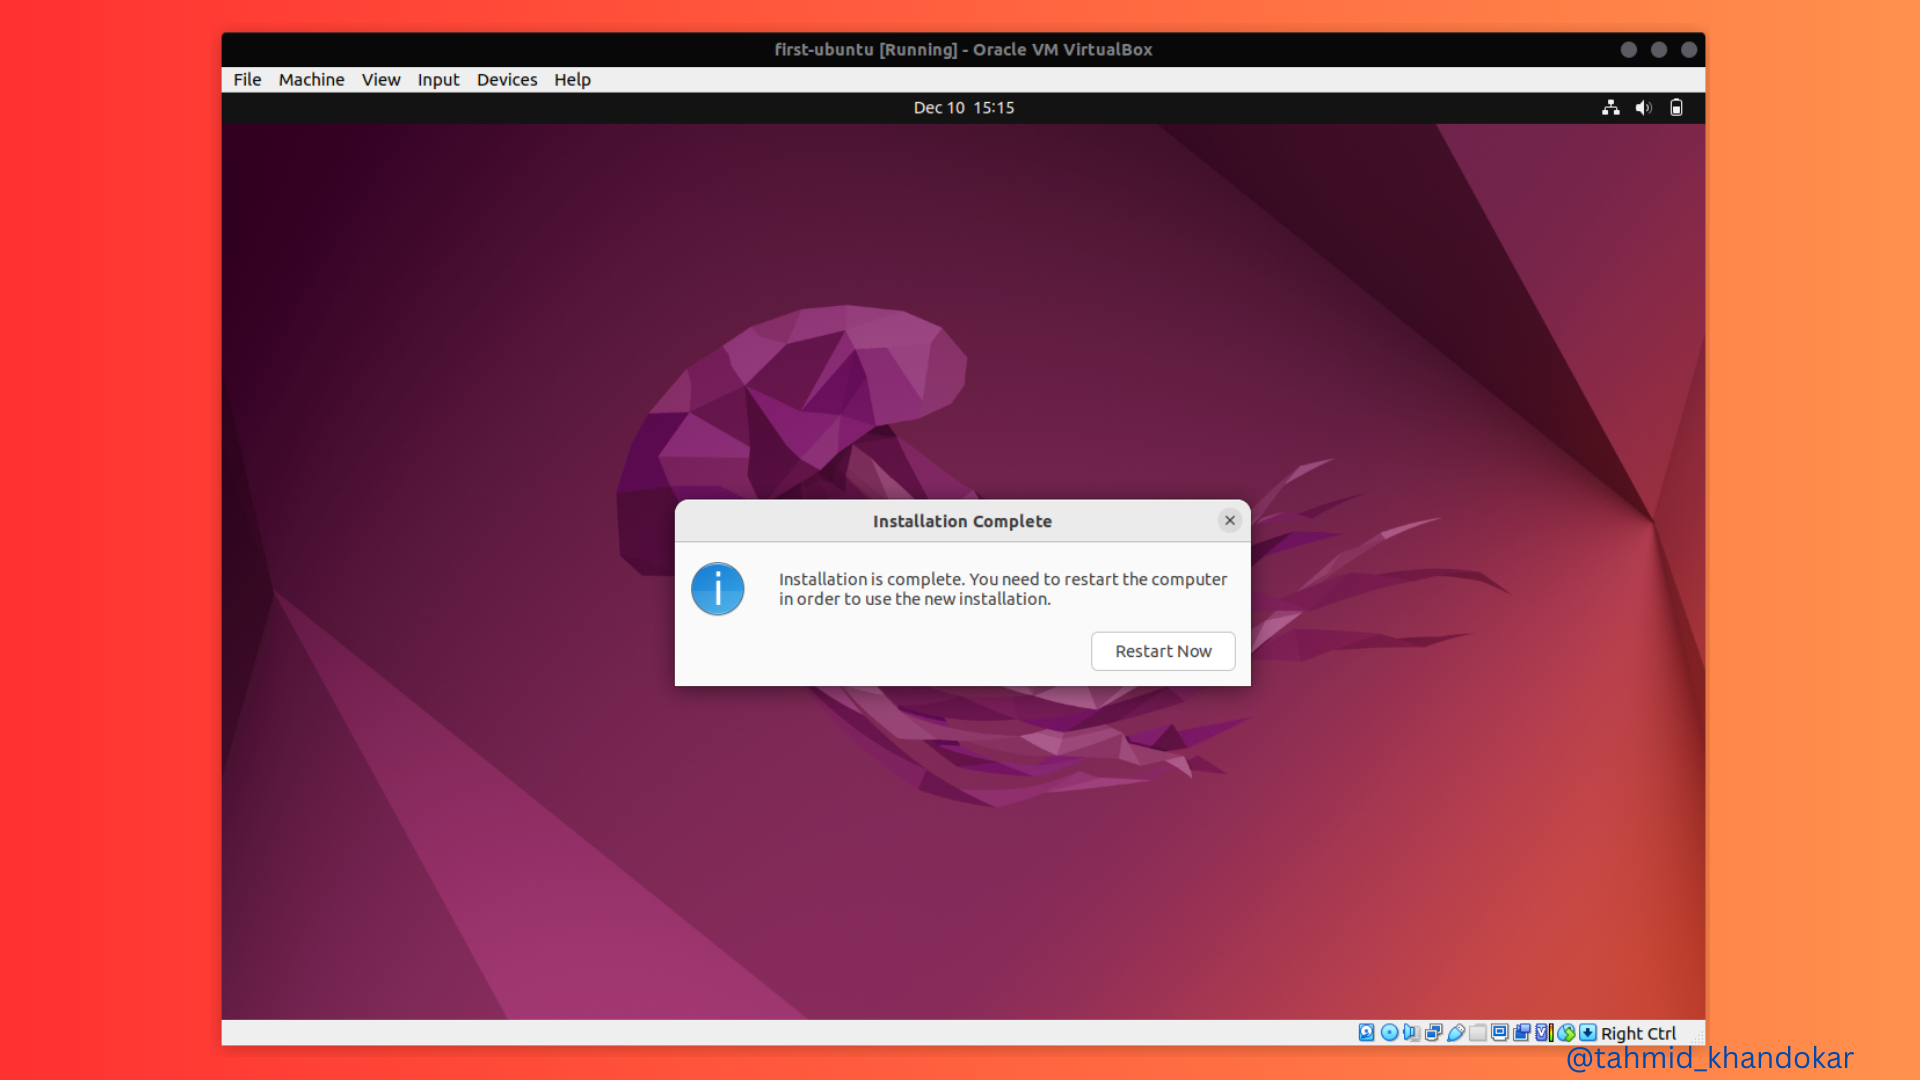 first-ubuntu [Running] - Oracle VM VirtualBox
File Machine View Input Devices Help
Dec 10 15:15
Installation Complete
Installation is complete. You need to restart the computer
in order to use the new installation.
Restart Now
Right Ctrl
@tahmid_khandokar